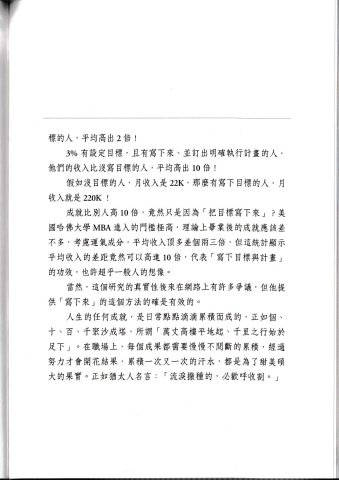 標的人，平均高出 2 倍！
3% 有設定目標，且有寫下來、並訂出明確執行計畫的人，
他們的收入比沒寫目標的人，平均高出 10 倍！
假如沒目標的人，月收入是 22K，那麼有寫下目標的人，月
收入就是 220K！
成就比別人高 10 倍，竟然只是因為「把目標寫下來」？美
國哈佛大學 MBA 進入的門檻極高，理論上畢業後的成就應該差
不多，考慮運氣成分，平均收入頂多差個兩三倍，但這統計顯示
平均收入的差距竟然可以高達 10 倍，代表「寫下目標與計畫」
的功效，也許超乎一般人的想像。
當然，這個研究的真實性後來在網路上有許多爭議，但他提
供「寫下來」的這個方法的確是有效的。
人生的任何成就，是日常點點滴滴累積而成的，正如個、
十、百、千聚沙成塔，所謂「萬丈高樓平地起、千里之行始於
足下」。在職場上，每個成果都需要慢慢不間斷的累積，經過
努力才會開花結果，累積一次又一次的汗水，都是為了甜美碩
大的果實。正如猶太人名言：「流淚撒種的，必歡呼收割。」